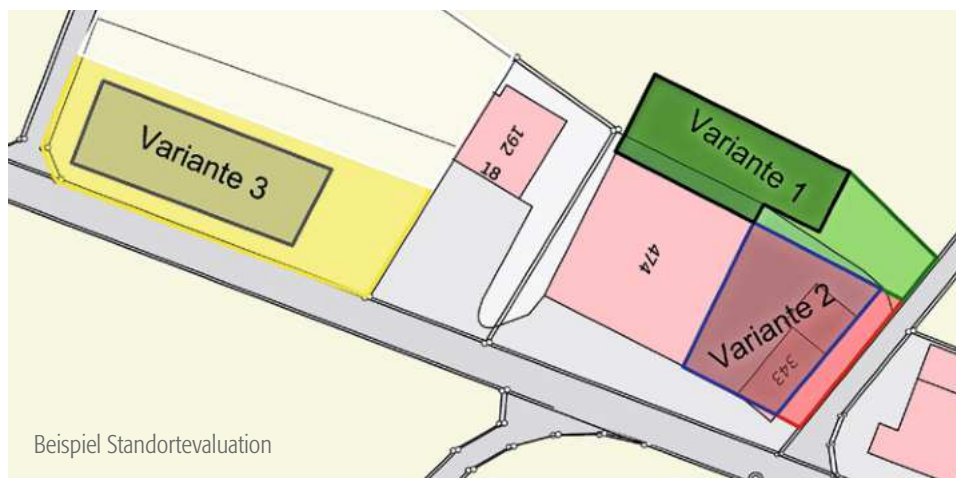 Variante 3
192
18
Variante 1
474
Variante 2
343
Beispiel Standortevaluation